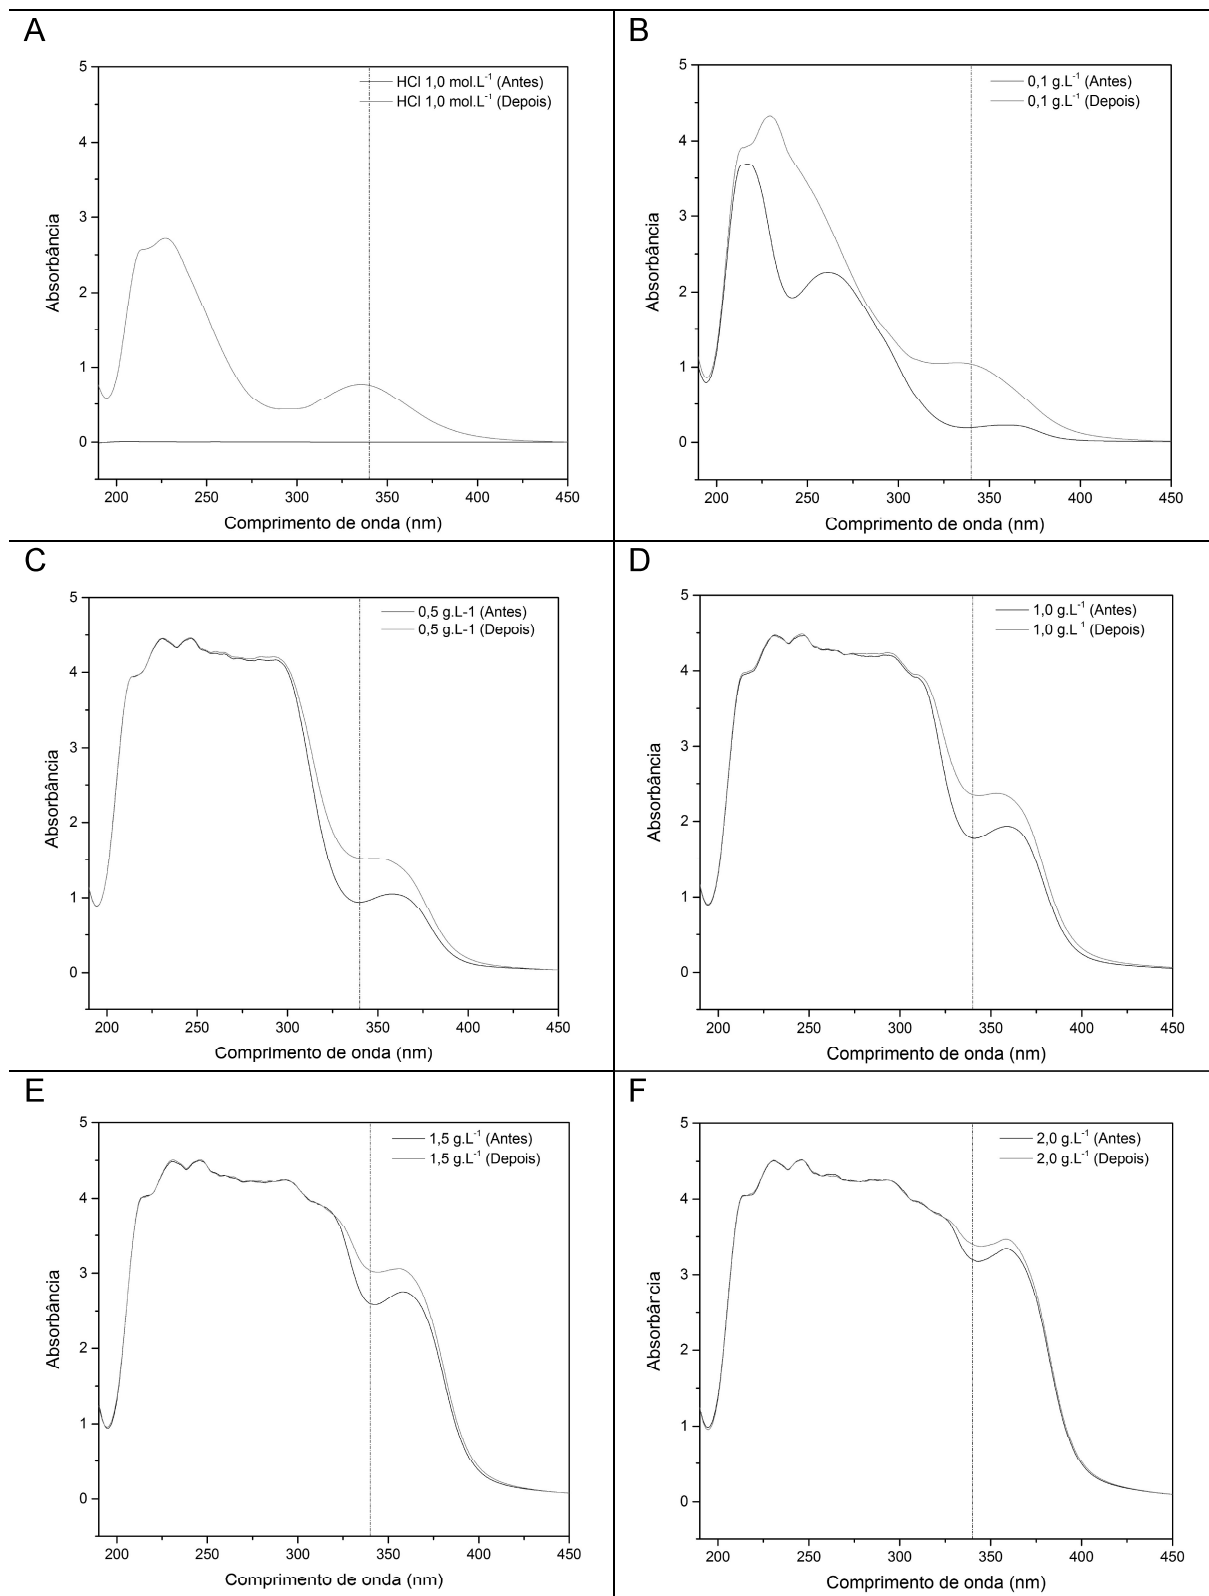 A
HCl 1,0 mol.L⁻¹ (Antes)
HCl 1,0 mol.L⁻¹ (Depois)
5
4
3
2
1
0
Absorbância
200 250 300 350 400 450
Comprimento de onda (nm)
B
0,1 g.L⁻¹ (Antes)
0,1 g.L⁻¹ (Depois)
5
4
3
2
1
0
Absorbância
200 250 300 350 400 450
Comprimento de onda (nm)
C
0,5 g.L-1 (Antes)
0,5 g.L-1 (Depois)
5
4
3
2
1
0
Absorbância
200 250 300 350 400 450
Comprimento de onda (nm)
D
1,0 g.L⁻¹ (Antes)
1,0 g.L⁻¹ (Depois)
5
4
3
2
1
0
Absorbância
200 250 300 350 400 450
Comprimento de onda (nm)
E
1,5 g.L⁻¹ (Antes)
1,5 g.L⁻¹ (Depois)
5
4
3
2
1
0
Absorbância
200 250 300 350 400 450
Comprimento de onda (nm)
F
2,0 g.L⁻¹ (Antes)
2,0 g.L⁻¹ (Depois)
5
4
3
2
1
0
Absorbância
200 250 300 350 400 450
Comprimento de onda (nm)